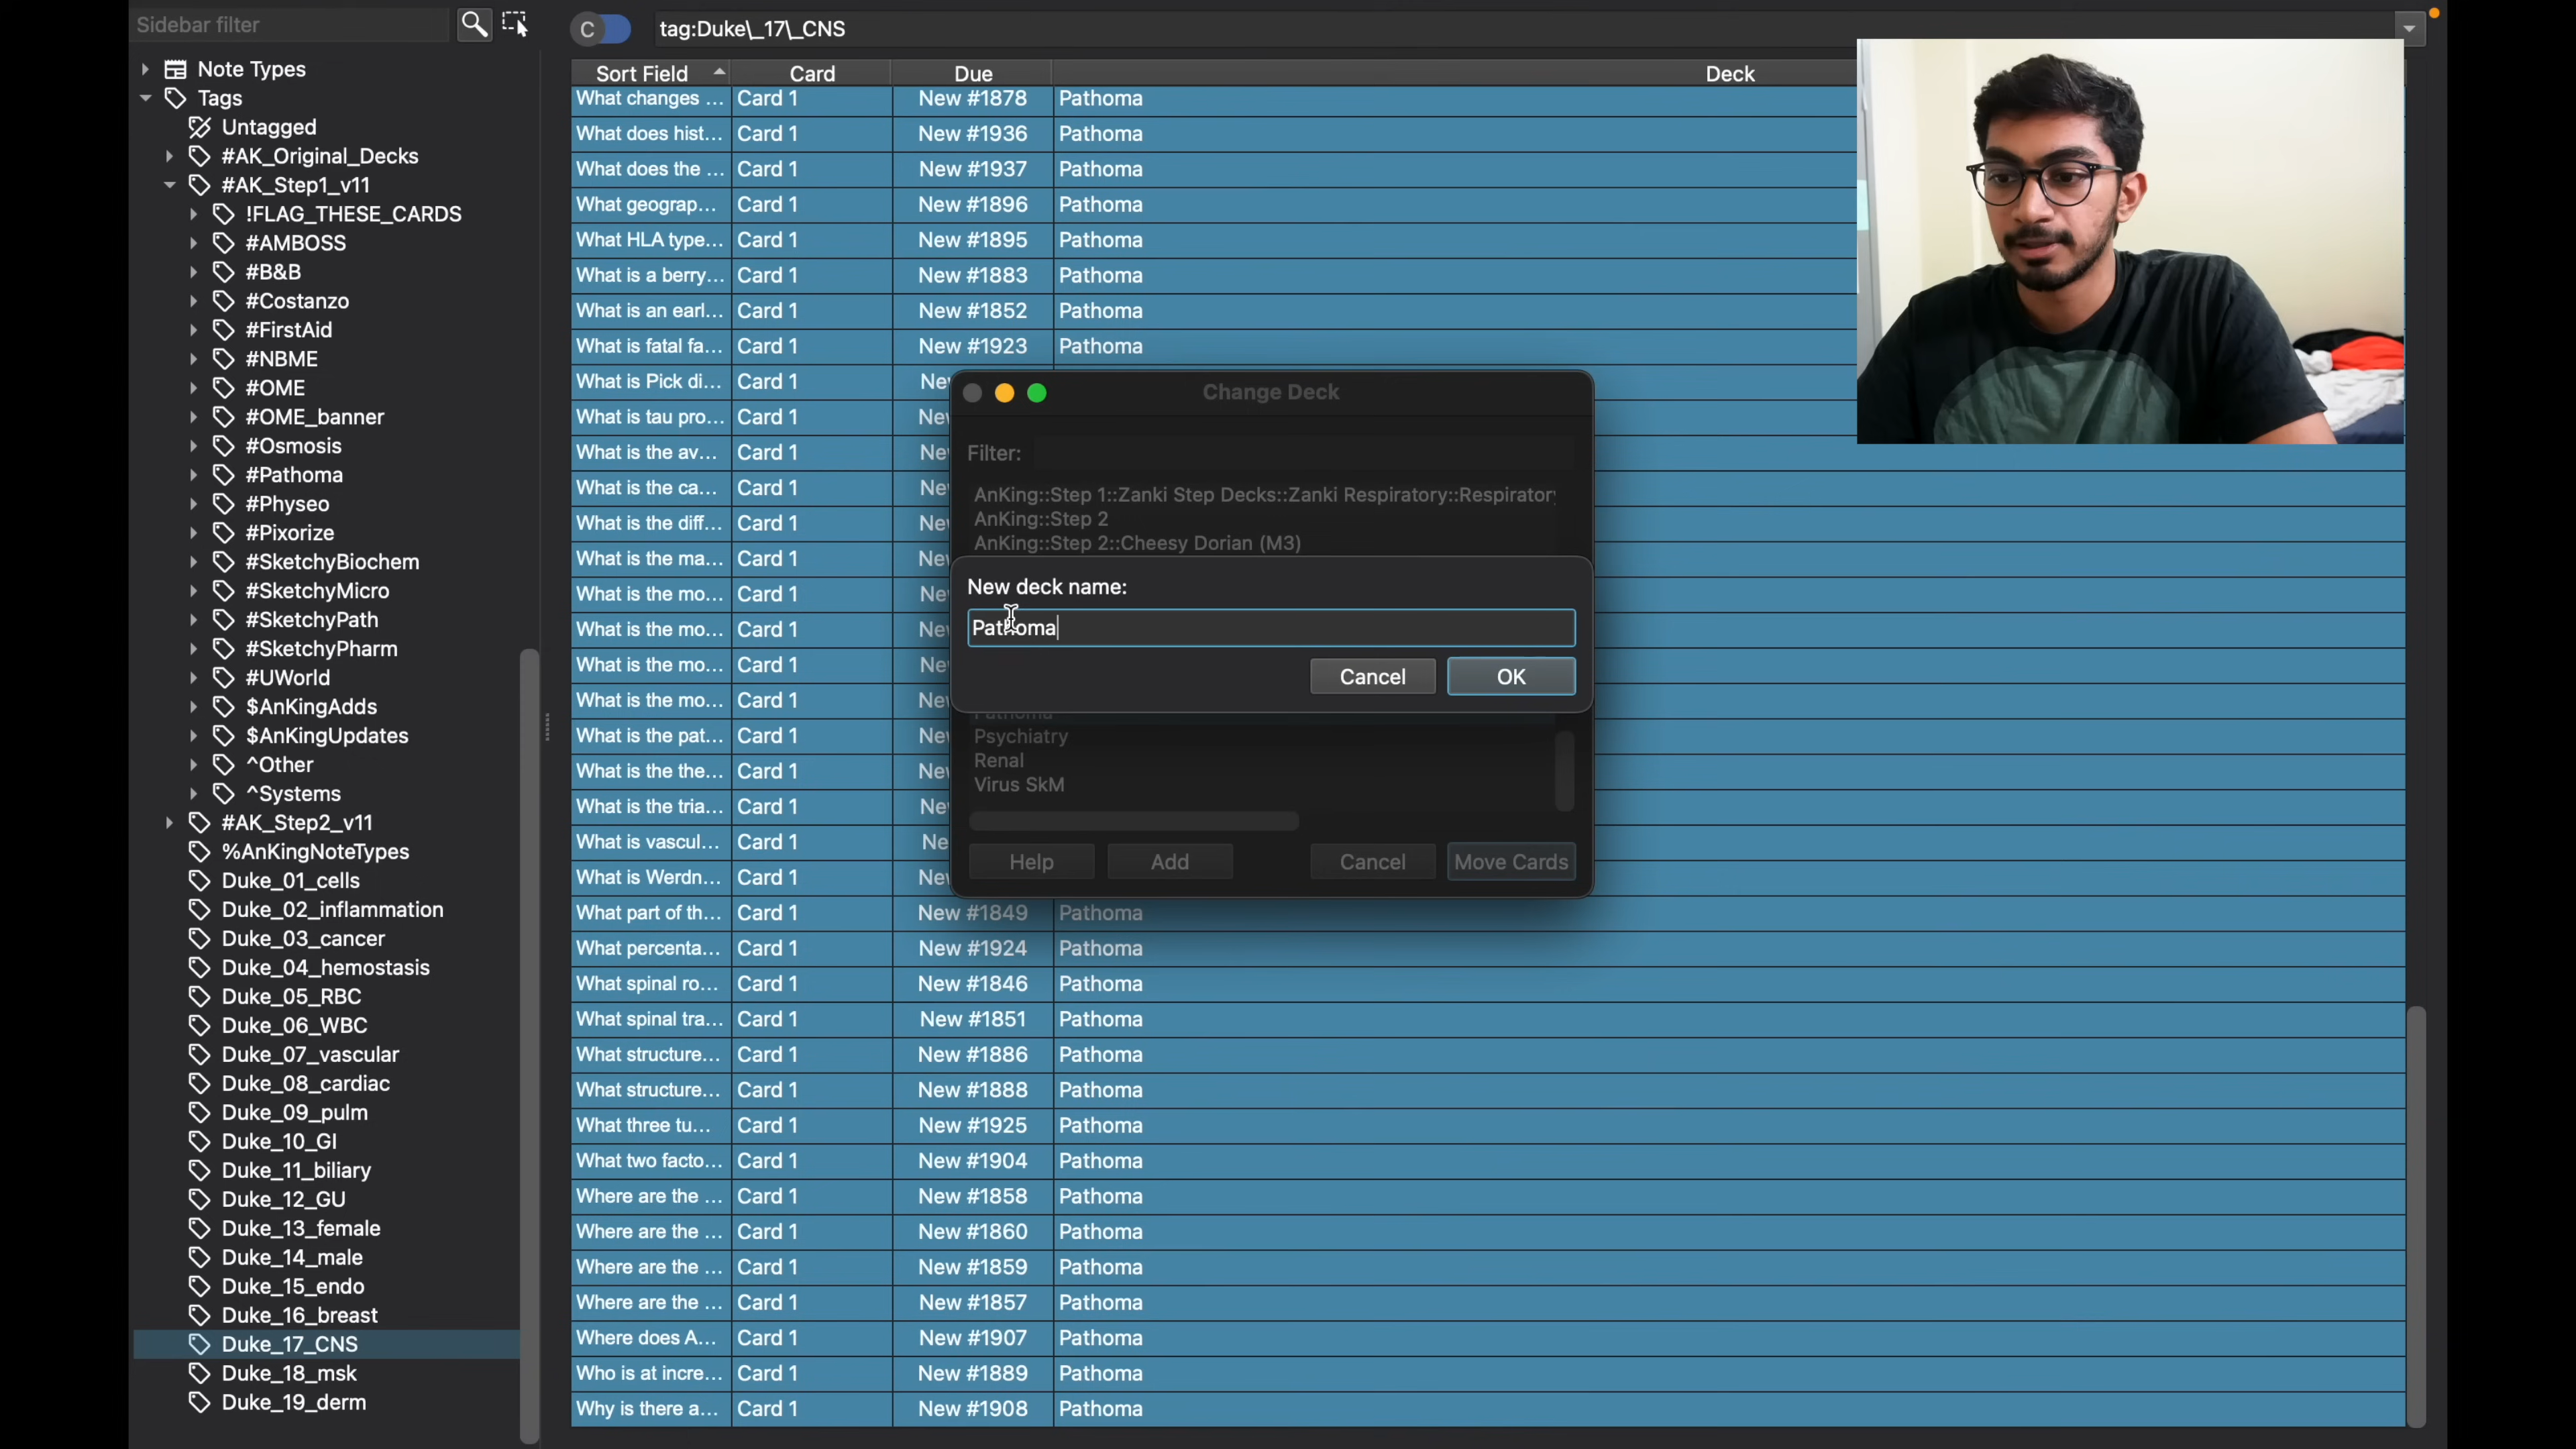 Sidebar filter
C
tag:Duke\_17\_CNS
Note Types
Tags
Untagged
#AK_Original_Decks
#AK_Step1_v11
!FLAG_THESE_CARDS
#AMBOSS
#B&B
#Costanzo
#FirstAid
#NBME
#OME
#OME_banner
#Osmosis
#Pathoma
#Physeo
#Pixorize
#SketchyBiochem
#SketchyMicro
#SketchyPath
#SketchyPharm
#UWorld
$AnKingAdds
$AnKingUpdates
^Other
^Systems
#AK_Step2_v11
%AnKingNoteTypes
Duke_01_cells
Duke_02_inflammation
Duke_03_cancer
Duke_04_hemostasis
Duke_05_RBC
Duke_06_WBC
Duke_07_vascular
Duke_08_cardiac
Duke_09_pulm
Duke_10_GI
Duke_11_biliary
Duke_12_GU
Duke_13_female
Duke_14_male
Duke_15_endo
Duke_16_breast
Duke_17_CNS
Duke_18_msk
Duke_19_derm
Sort Field Card Due Deck
What changes ... Card 1 New #1878 Pathoma
What does hist... Card 1 New #1936 Pathoma
What does the ... Card 1 New #1937 Pathoma
What geograp... Card 1 New #1896 Pathoma
What HLA type... Card 1 New #1895 Pathoma
What is a berry... Card 1 New #1883 Pathoma
What is an earl... Card 1 New #1852 Pathoma
What is fatal fa... Card 1 New #1923 Pathoma
What is Pick di... Card 1 Ne
What is tau pro... Card 1 Ne
What is the av... Card 1 Ne
What is the ca... Card 1 Ne
What is the diff... Card 1 Ne
What is the ma... Card 1 Ne
What is the mo... Card 1 Ne
What is the mo... Card 1 Ne
What is the mo... Card 1 Ne
What is the mo... Card 1 Ne
What is the pat... Card 1 Ne
What is the the... Card 1 Ne
What is the tria... Card 1 Ne
What is vascul... Card 1 Ne
What is Werdn... Card 1 Ne
What part of th... Card 1 New #1849 Pathoma
What percenta... Card 1 New #1924 Pathoma
What spinal ro... Card 1 New #1846 Pathoma
What spinal tra... Card 1 New #1851 Pathoma
What structure... Card 1 New #1886 Pathoma
What structure... Card 1 New #1888 Pathoma
What three tu... Card 1 New #1925 Pathoma
What two facto... Card 1 New #1904 Pathoma
Where are the ... Card 1 New #1858 Pathoma
Where are the ... Card 1 New #1860 Pathoma
Where are the ... Card 1 New #1859 Pathoma
Where are the ... Card 1 New #1857 Pathoma
Where does A... Card 1 New #1907 Pathoma
Who is at incre... Card 1 New #1889 Pathoma
Why is there a... Card 1 New #1908 Pathoma
Change Deck
Filter:
AnKing::Step 1::Zanki Step Decks::Zanki Respiratory::Respiratory
AnKing::Step 2
AnKing::Step 2::Cheesy Dorian (M3)
New deck name:
Pathoma
Cancel OK
Pathoma
Psychiatry
Renal
Virus SkM
Help Add Cancel Move Cards